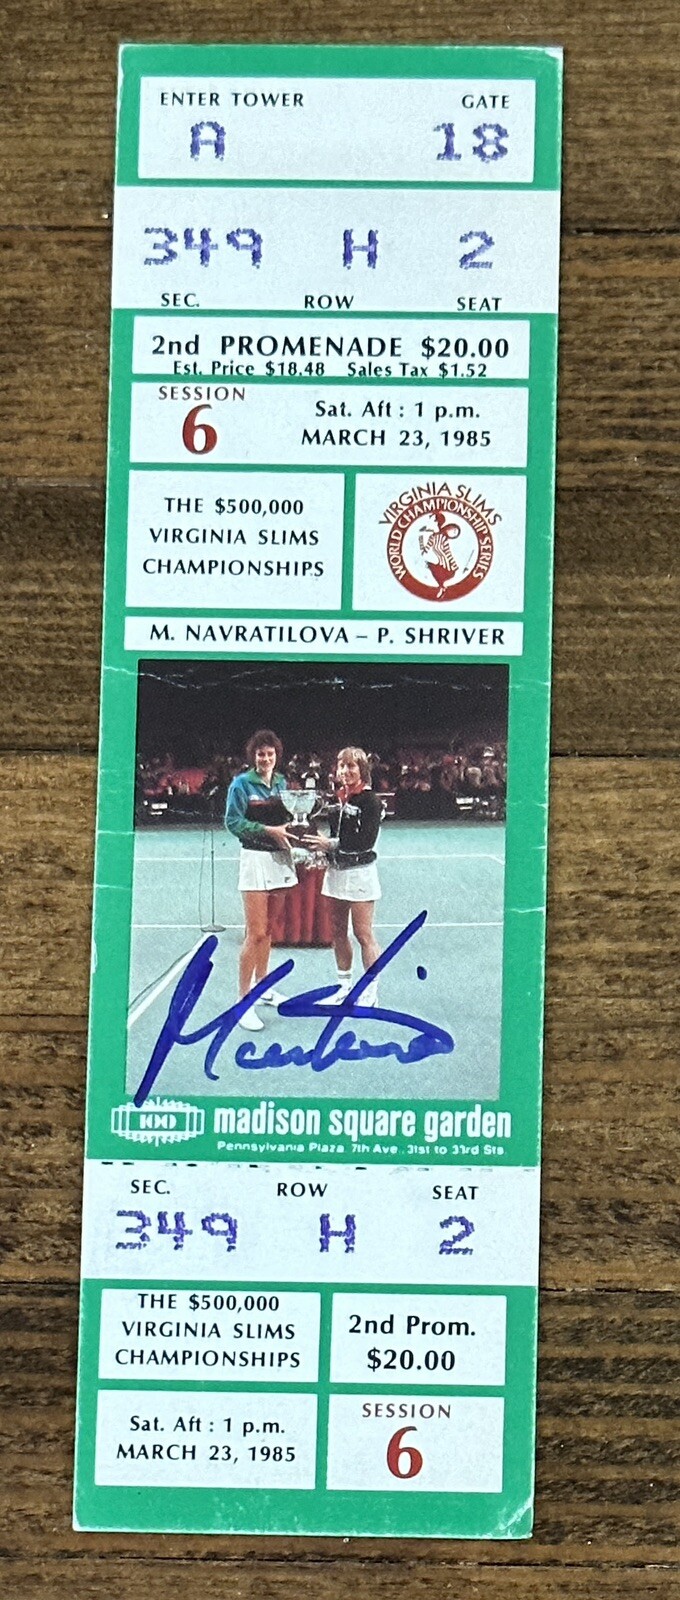 ENTER TOWER GATE
A 18
349 H 2
SEC. ROW SEAT
2nd PROMENADE $20.00
Est. Price $18.48 Sales Tax $1.52
SESSION
6
Sat. Aft : 1 p.m.
MARCH 23, 1985
THE $500,000
VIRGINIA SLIMS
CHAMPIONSHIPS
VIRGINIA SLIMS
WORLD CHAMPIONSHIP SERIES
M. NAVRATILOVA – P. SHRIVER
Martina
100 madison square garden
Pennsylvania Plaza 7th Ave. 31st to 33rd Sts.
SEC. ROW SEAT
349 H 2
THE $500,000
VIRGINIA SLIMS
CHAMPIONSHIPS
2nd Prom.
$20.00
Sat. Aft : 1 p.m.
MARCH 23, 1985
SESSION
6